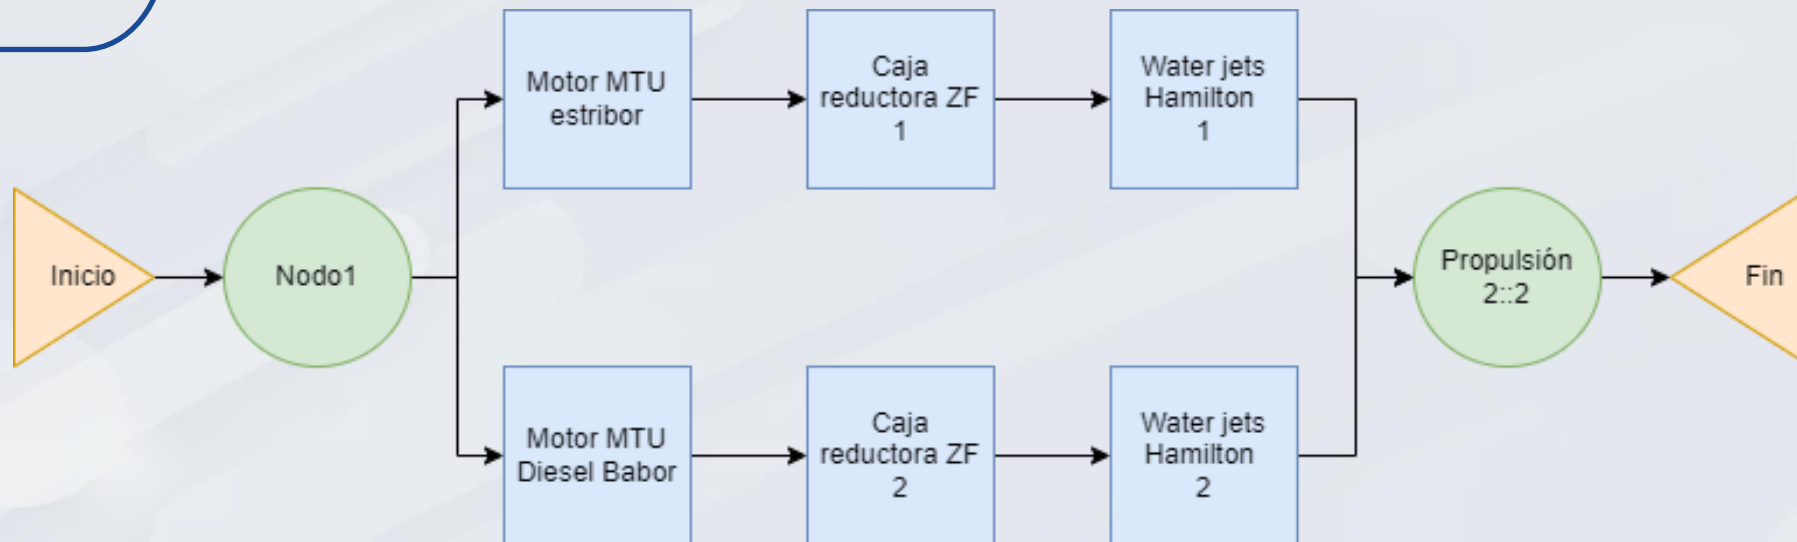 Inicio
Nodo1
Motor MTU
estribor
Caja
reductora ZF
1
Water jets
Hamilton
1
Motor MTU
Diesel Babor
Caja
reductora ZF
2
Water jets
Hamilton
2
Propulsión
2::2
Fin